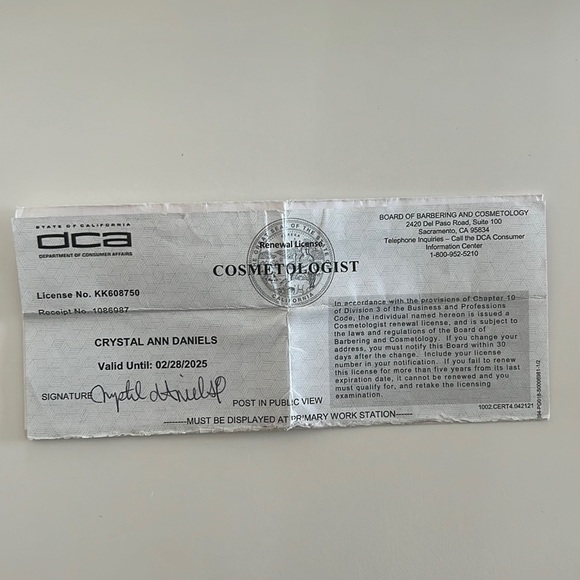 STATE OF CALIFORNIA
dca
DEPARTMENT OF CONSUMER AFFAIRS
Renewal License
COSMETOLOGIST
BOARD OF BARBERING AND COSMETOLOGY
2420 Del Paso Road, Suite 100
Sacramento, CA 95834
Telephone Inquiries – Call the DCA Consumer
Information Center
1-800-952-5210
License No. KK608750
Receipt No. 1086987
CRYSTAL ANN DANIELS
Valid Until: 02/28/2025
SIGNATURE
POST IN PUBLIC VIEW
MUST BE DISPLAYED AT PRIMARY WORK STATION
In accordance with the provisions of Chapter 10
of Division 3 of the Business and Professions
Code, the individual named hereon is issued a
Cosmetologist renewal license, and is subject to
the laws and regulations of the Board of
Barbering and Cosmetology. If you change your
address, you must notify this Board within 30
days after the change. Include your license
number in your notification. If you fail to renew
this license for more than five years from its last
expiration date, it cannot be renewed and you
must qualify for, and retake the licensing
examination.
1002.CERT4.042121
CALIFORNIA